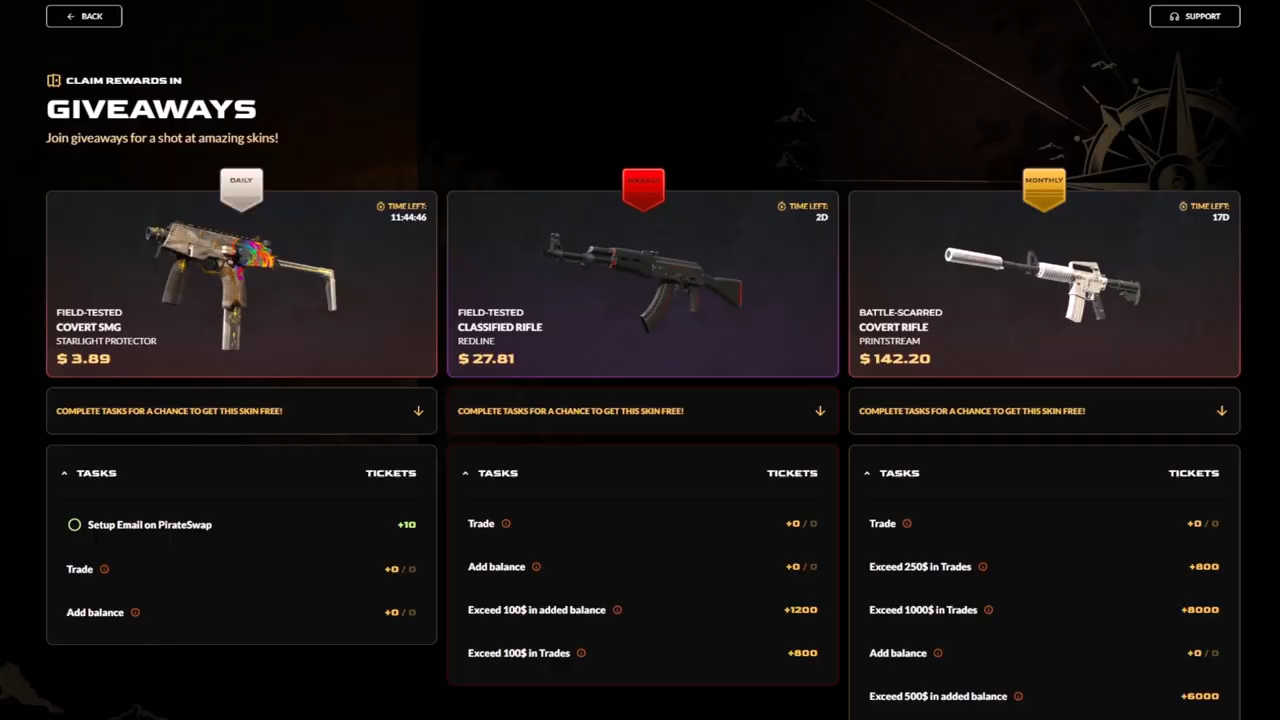 BACK
SUPPORT
CLAIM REWARDS IN
GIVEAWAYS
Join giveaways for a shot at amazing skins!
DAILY
TIME LEFT:
11:44:46
FIELD-TESTED
COVERT SMG
STARLIGHT PROTECTOR
$ 3.89
WEEKLY
TIME LEFT:
2D
FIELD-TESTED
CLASSIFIED RIFLE
REDLINE
$ 27.81
MONTHLY
TIME LEFT:
17D
BATTLE-SCARRED
COVERT RIFLE
PRINTSTREAM
$ 142.20
COMPLETE TASKS FOR A CHANCE TO GET THIS SKIN FREE!
COMPLETE TASKS FOR A CHANCE TO GET THIS SKIN FREE!
COMPLETE TASKS FOR A CHANCE TO GET THIS SKIN FREE!
TASKS TICKETS
Setup Email on PirateSwap +10
Trade +0 / 0
Add balance +0 / 0
TASKS TICKETS
Trade +0 / 0
Add balance +0 / 0
Exceed 100$ in added balance +1200
Exceed 100$ in Trades +800
TASKS TICKETS
Trade +0 / 0
Exceed 250$ in Trades +800
Exceed 1000$ in Trades +8000
Add balance +0 / 0
Exceed 500$ in added balance +6000